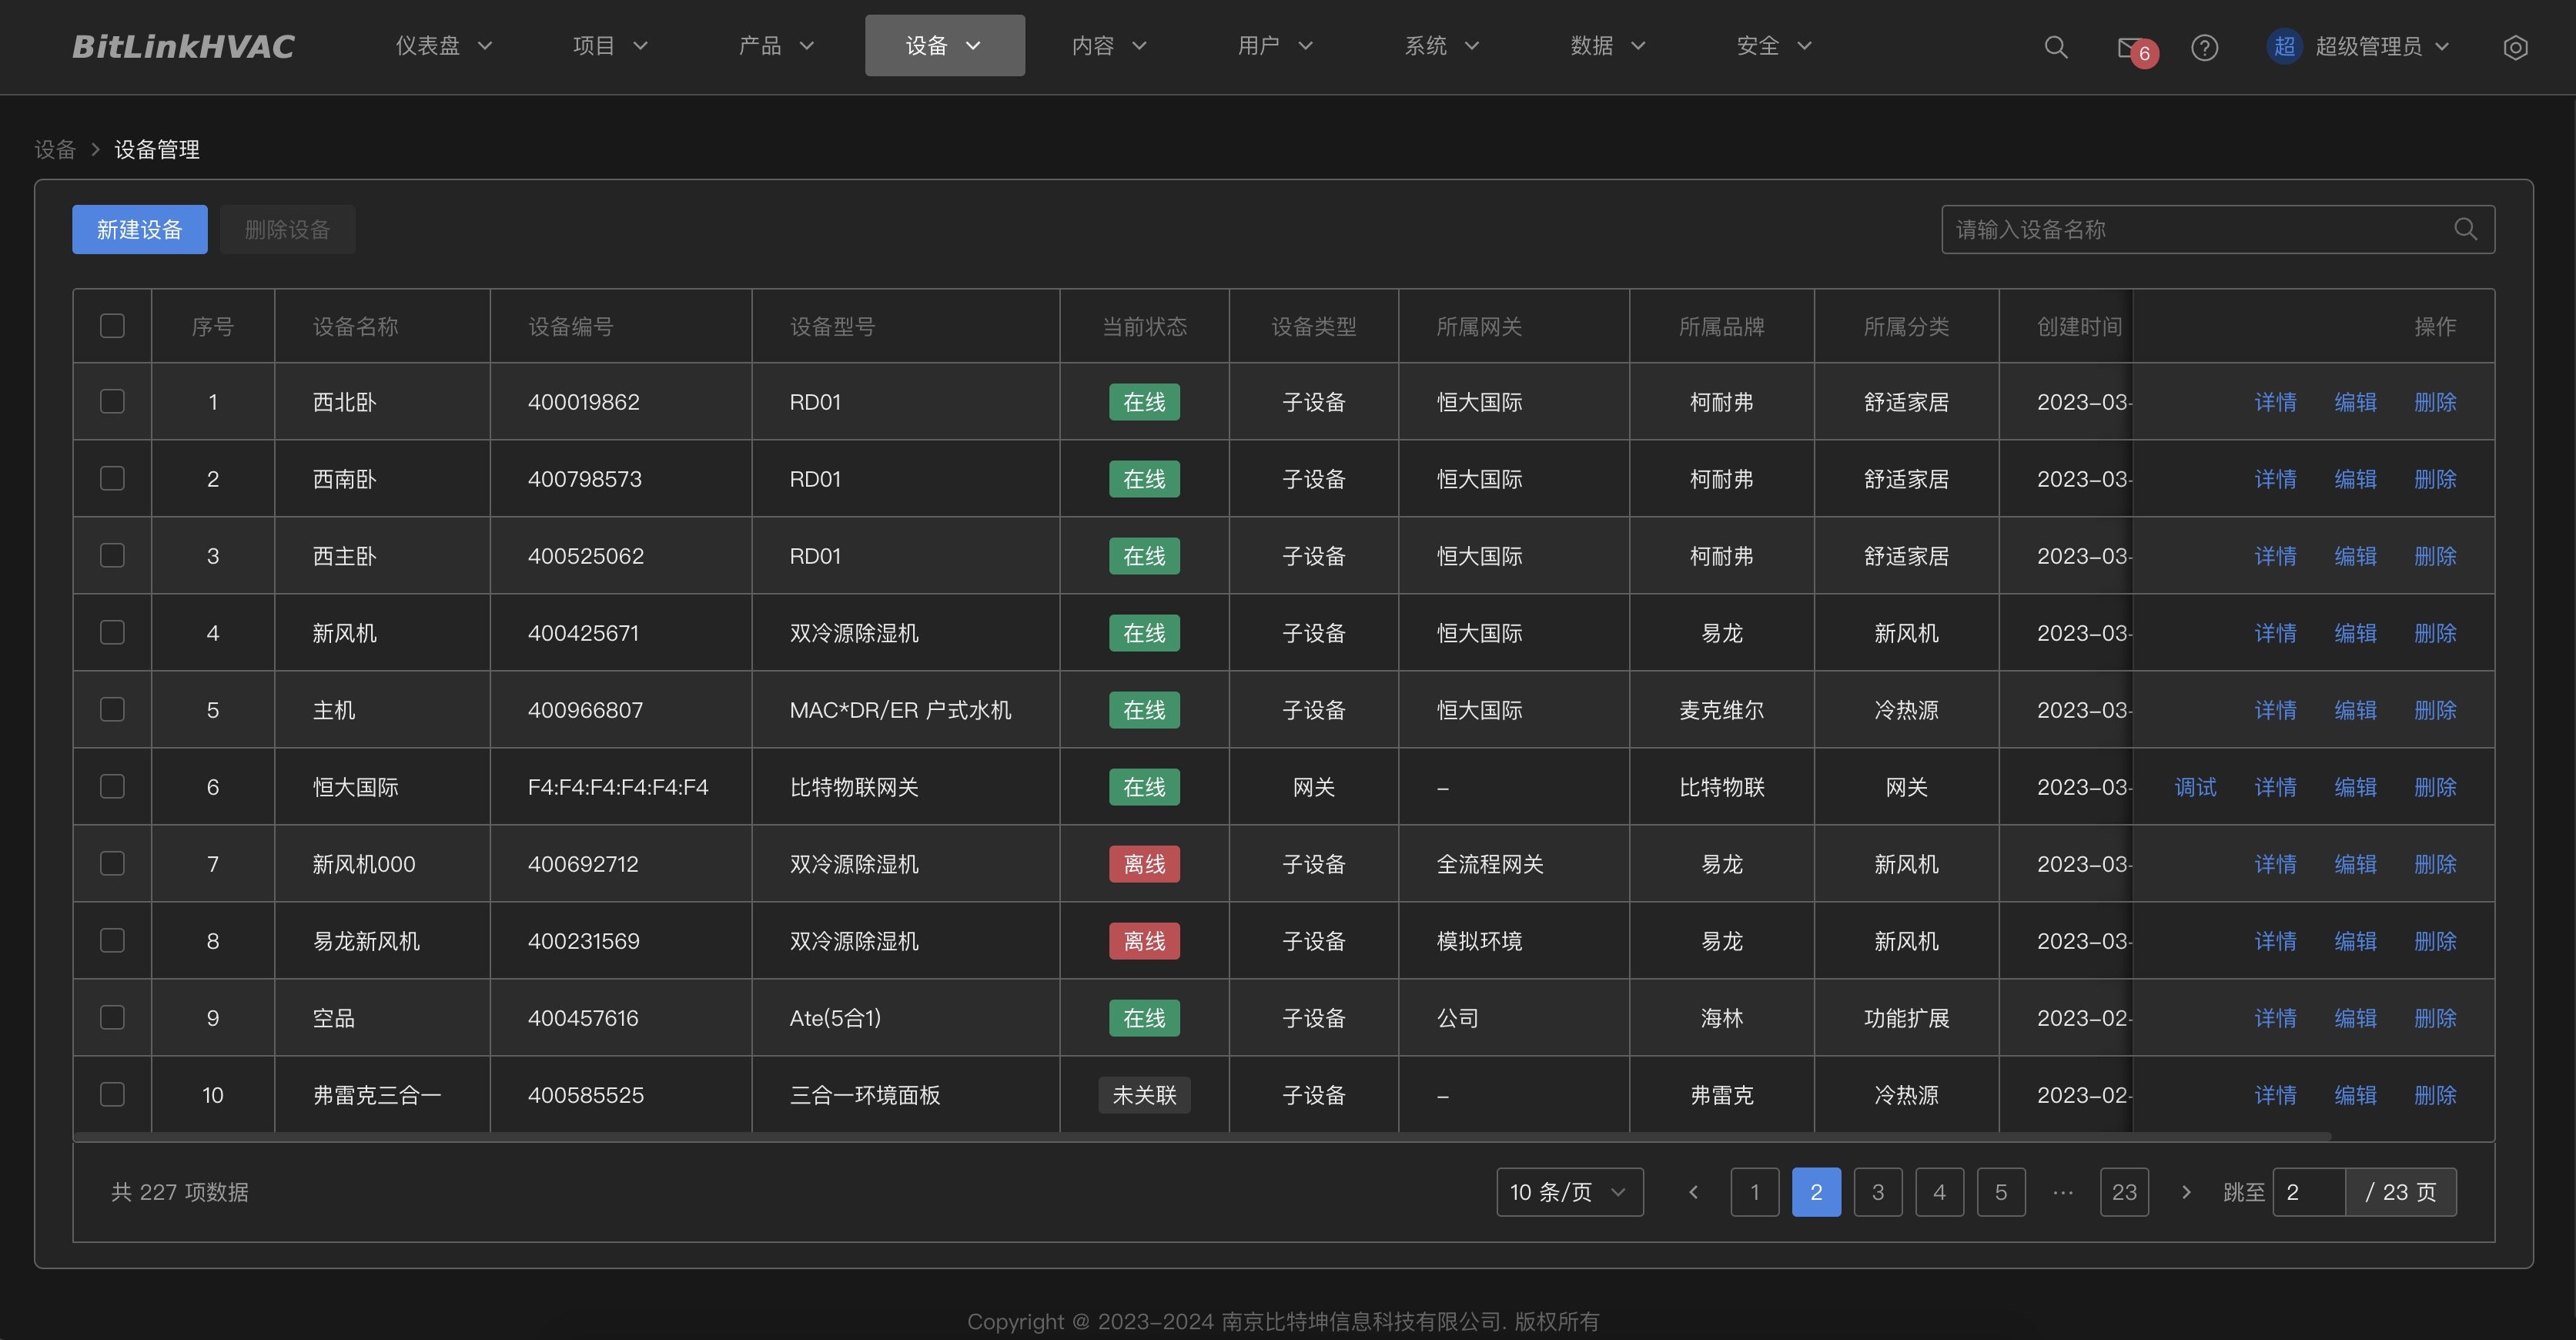 BitLinkHVAC 仪表盘 项目 产品 设备 内容 用户 系统 数据 安全 6 超 超级管理员
设备 > 设备管理
新建设备 删除设备 请输入设备名称
序号 设备名称 设备编号 设备型号 当前状态 设备类型 所属网关 所属品牌 所属分类 创建时间 操作
1 西北卧 400019862 RD01 在线 子设备 恒大国际 柯耐弗 舒适家居 2023-03- 详情 编辑 删除
2 西南卧 400798573 RD01 在线 子设备 恒大国际 柯耐弗 舒适家居 2023-03- 详情 编辑 删除
3 西主卧 400525062 RD01 在线 子设备 恒大国际 柯耐弗 舒适家居 2023-03- 详情 编辑 删除
4 新风机 400425671 双冷源除湿机 在线 子设备 恒大国际 易龙 新风机 2023-03- 详情 编辑 删除
5 主机 400966807 MAC*DR/ER 户式水机 在线 子设备 恒大国际 麦克维尔 冷热源 2023-03- 详情 编辑 删除
6 恒大国际 F4:F4:F4:F4:F4:F4 比特物联网关 在线 网关 – 比特物联 网关 2023-03- 调试 详情 编辑 删除
7 新风机000 400692712 双冷源除湿机 离线 子设备 全流程网关 易龙 新风机 2023-03- 详情 编辑 删除
8 易龙新风机 400231569 双冷源除湿机 离线 子设备 模拟环境 易龙 新风机 2023-03- 详情 编辑 删除
9 空品 400457616 Ate(5合1) 在线 子设备 公司 海林 功能扩展 2023-02- 详情 编辑 删除
10 弗雷克三合一 400585525 三合一环境面板 未关联 子设备 – 弗雷克 冷热源 2023-02- 详情 编辑 删除
共 227 项数据 10 条/页 1 2 3 4 5 ··· 23 跳至 2 / 23 页
Copyright @ 2023-2024 南京比特坤信息科技有限公司. 版权所有